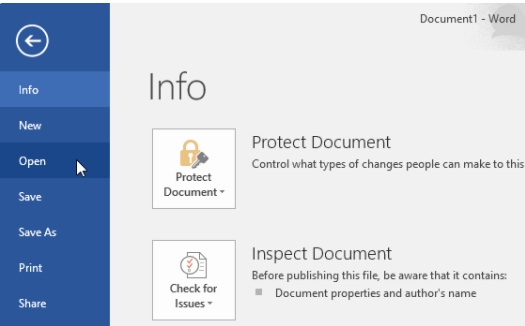 Document1 - Word
Info
New
Open
Save
Save As
Print
Share
Info
Protect
Document
Protect Document
Control what types of changes people can make to this
Check for
Issues
Inspect Document
Before publishing this file, be aware that it contains:
Document properties and author's name